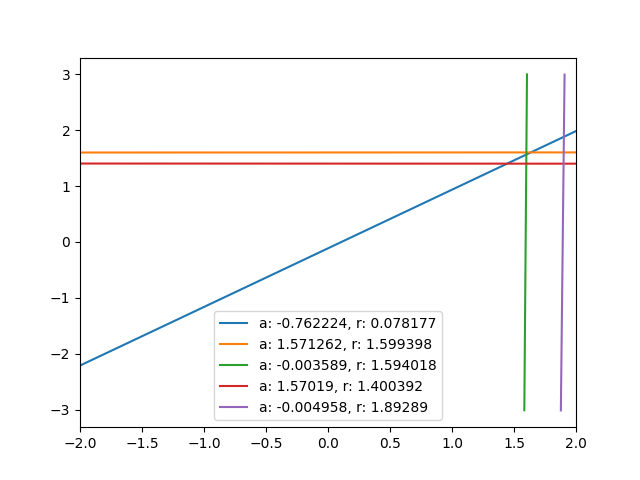 3
2
1
0
−1
−2
−3
a: -0.762224, r: 0.078177
a: 1.571262, r: 1.599398
a: -0.003589, r: 1.594018
a: 1.57019, r: 1.400392
a: -0.004958, r: 1.89289
−2.0 −1.5 −1.0 −0.5 0.0 0.5 1.0 1.5 2.0